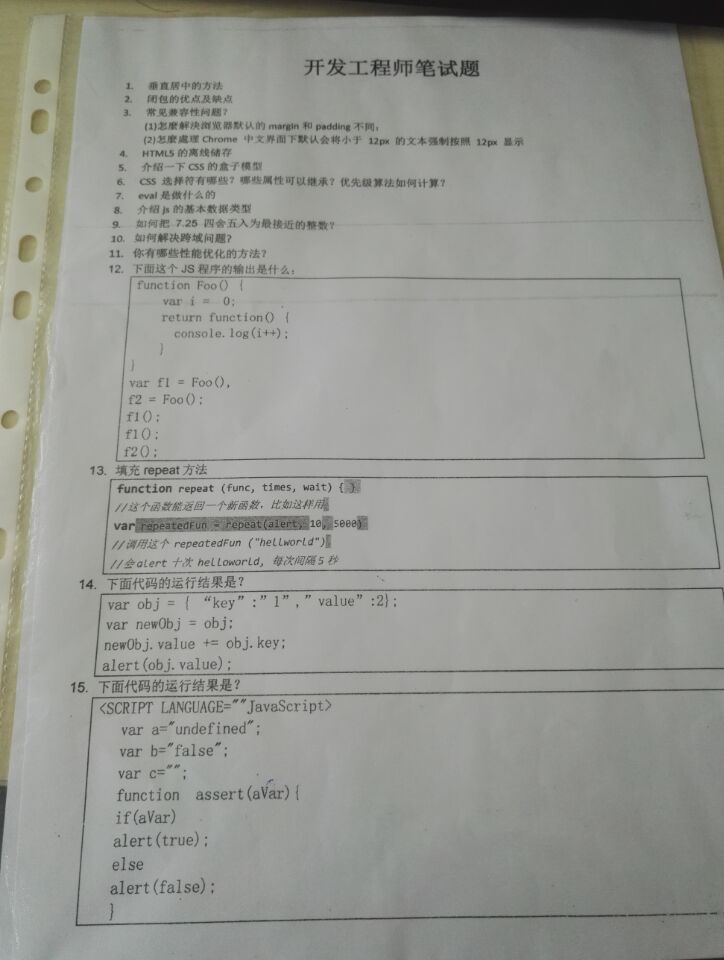 开发工程师笔试题
1. 垂直居中的方法
2. 闭包的优点及缺点
3. 常见兼容性问题?
(1)怎麽解决浏览器默认的 margin 和 padding 不同;
(2)怎麽處理 Chrome 中文界面下默认会将小于 12px 的文本强制按照 12px 显示
4. HTML5 的离线储存
5. 介绍一下 CSS 的盒子模型
6. CSS 选择符有哪些? 哪些属性可以继承? 优先级算法如何计算?
7. eval 是做什么的
8. 介绍 js 的基本数据类型
9. 如何把 7.25 四舍五入为最接近的整数?
10. 如何解决跨域问题?
11. 你有哪些性能优化的方法?
12. 下面这个 JS 程序的输出是什么:
function Foo() {
var i = 0;
return function() {
console.log(i++);
}
}
var f1 = Foo(),
f2 = Foo();
f1();
f1();
f2();
13. 填充 repeat 方法
function repeat (func, times, wait) { }
//这个函数能返回一个新函数, 比如这样用
var repeatedFun = repeat(alert, 10, 5000)
//调用这个 repeatedFun ("hellworld")
//会 alert 十次 helloworld, 每次间隔 5 秒
14. 下面代码的运行结果是?
var obj = { “key”:”1”,”value”:2};
var newObj = obj;
newObj.value += obj.key;
alert(obj.value);
15. 下面代码的运行结果是?
<SCRIPT LANGUAGE=""JavaScript>
var a="undefined";
var b="false";
var c="";
function assert(aVar){
if(aVar)
alert(true);
else
alert(false);
}